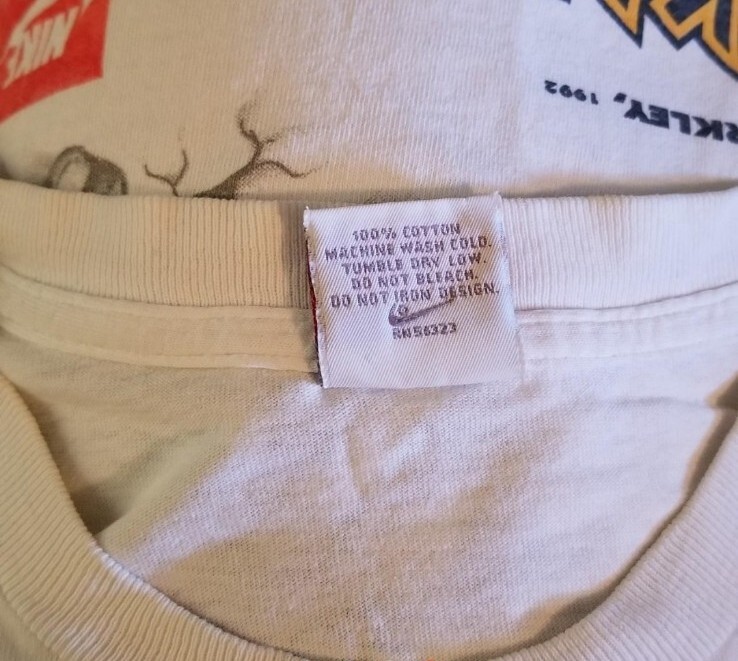 NIKE
RKLEY, 1992
100% COTTON
MACHINE WASH COLD.
TUMBLE DRY LOW.
DO NOT BLEACH.
DO NOT IRON DESIGN.
RN56323